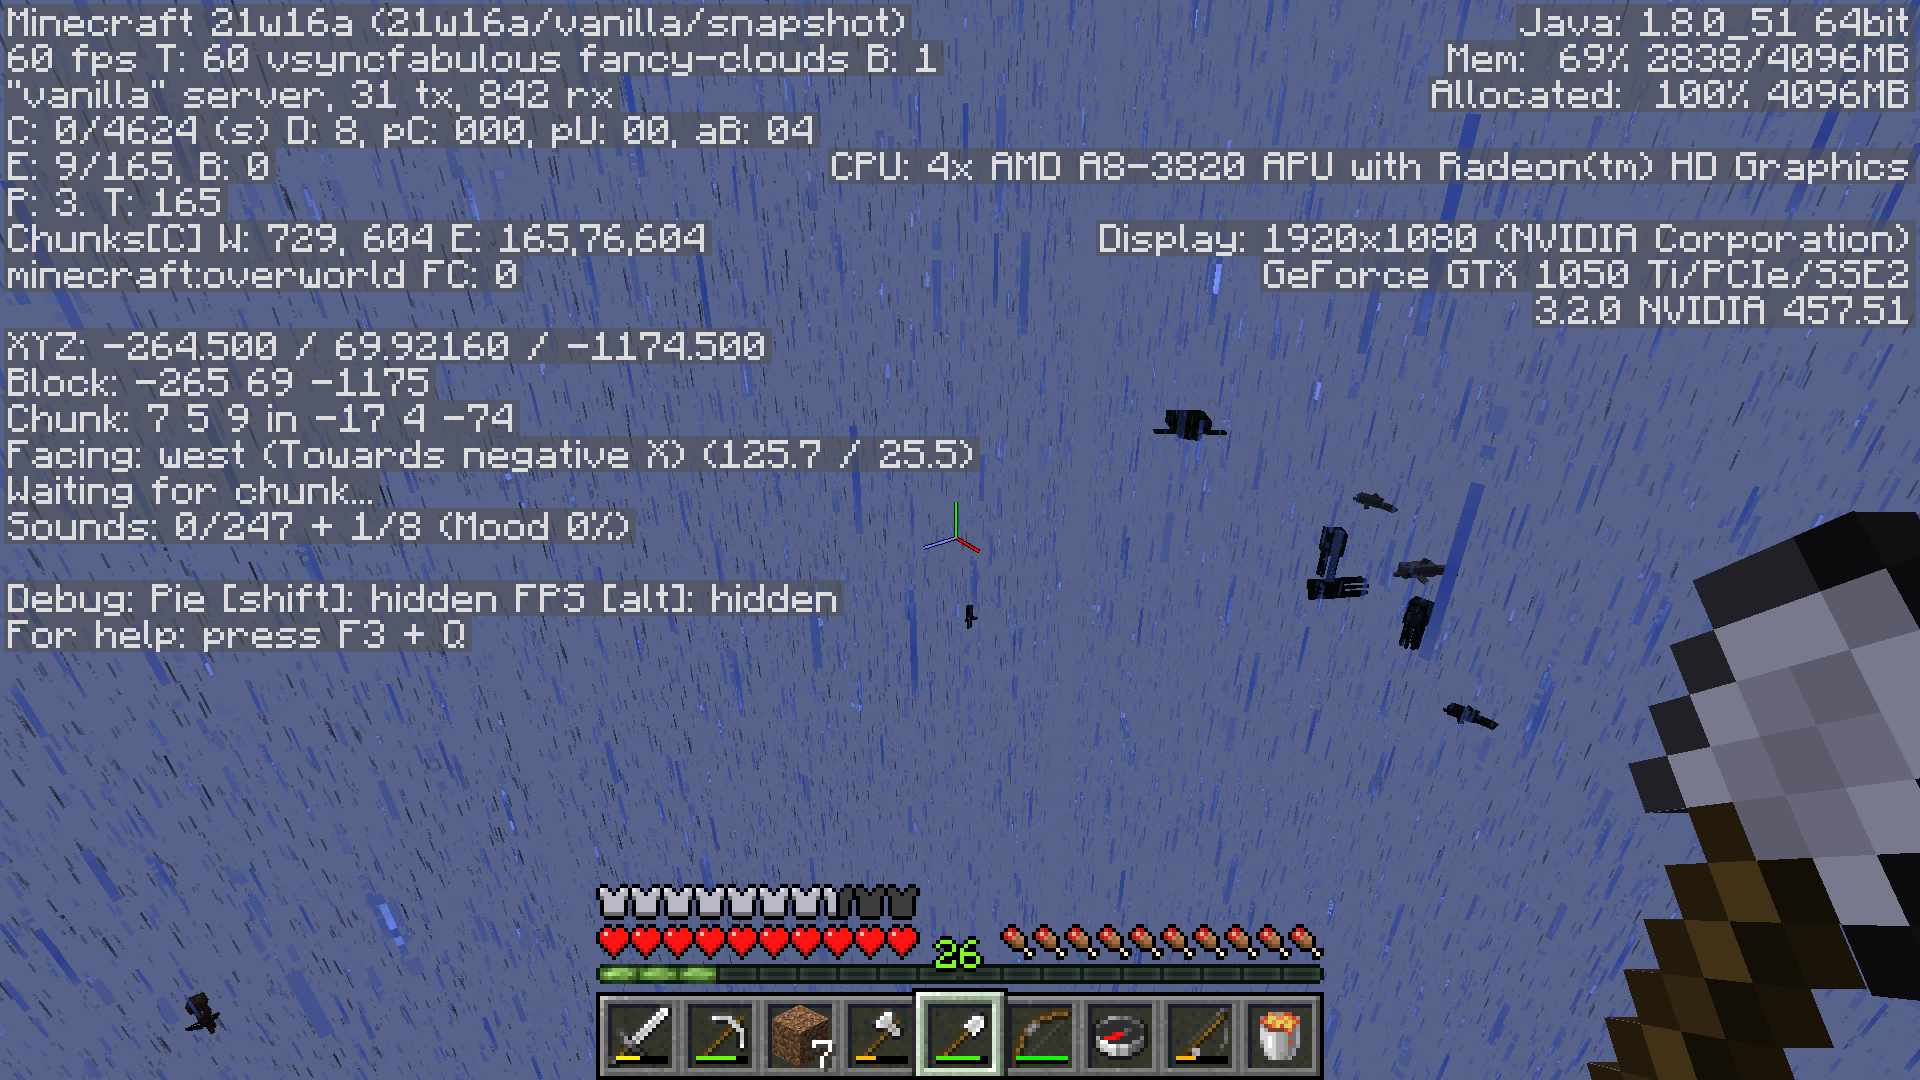 Minecraft 21w16a (21w16a/vanilla/snapshot)
60 fps T: 60 vsyncfabulous fancy-clouds B: 1
"vanilla" server, 31 tx, 842 rx
C: 0/4624 (s) D: 8, pC: 000, pU: 00, aB: 04
E: 9/165, B: 0
P: 3. T: 165
Chunks[C] W: 729, 604 E: 165,76,604
minecraft:overworld FC: 0
XYZ: -264.500 / 69.92160 / -1174.500
Block: -265 69 -1175
Chunk: 7 5 9 in -17 4 -74
Facing: west (Towards negative X) (125.7 / 25.5)
Waiting for chunk...
Sounds: 0/247 + 1/8 (Mood 0%)
Debug: Pie [shift]: hidden FPS [alt]: hidden
For help: press F3 + Q
Java: 1.8.0_51 64bit
Mem: 69% 2838/4096MB
Allocated: 100% 4096MB
CPU: 4x AMD A8-3820 APU with Radeon(tm) HD Graphics
Display: 1920x1080 (NVIDIA Corporation)
GeForce GTX 1050 Ti/PCIe/SSE2
3.2.0 NVIDIA 457.51
26
7